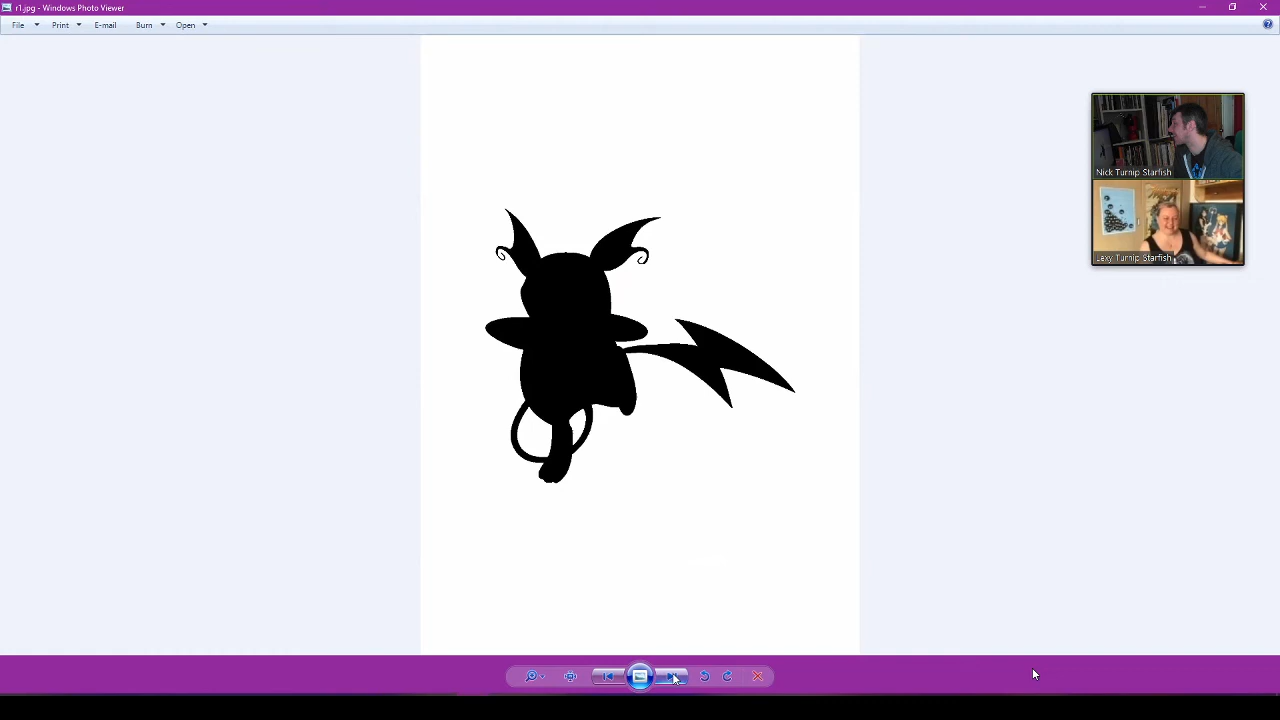 r1.jpg - Windows Photo Viewer
File Print E-mail Burn Open
Nick Turnip Starfish
Lexy Turnip Starfish